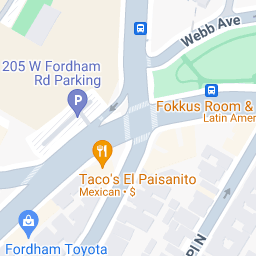 Webb Ave
205 W Fordham
Rd Parking
P
Fokkus Room &
Latin Amer
Taco's El Paisanito
Mexican • $
Fordham Toyota